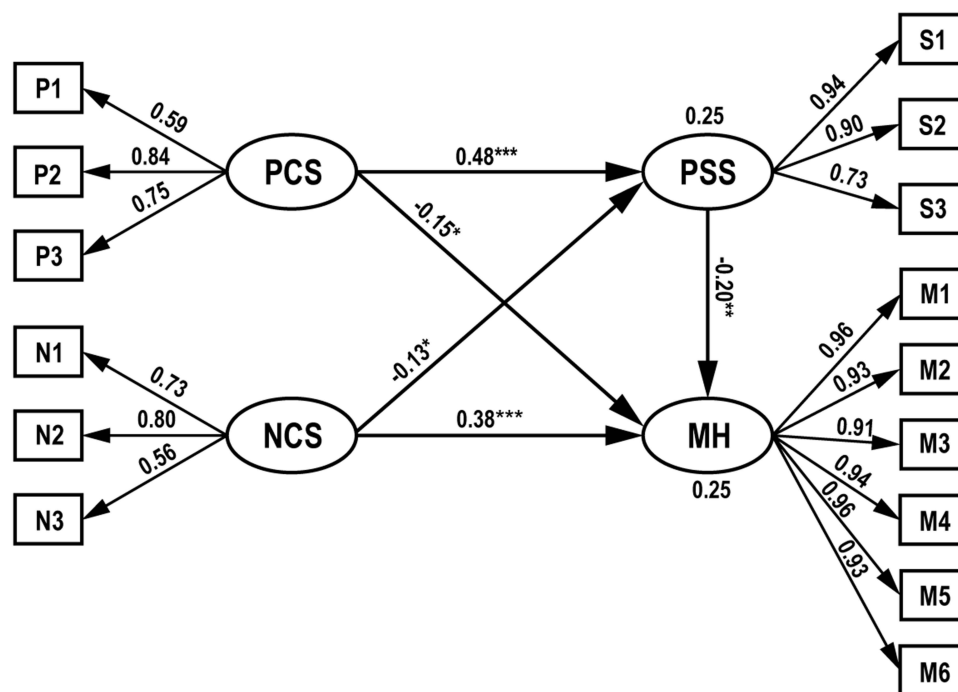 S1
P1
0.59
0.94
0.25
S2
0.90
P2
0.84
PCS
0.48***
PSS
0.73
P3
0.75
-0.15*
S3
-0.20**
M1
N1
0.96
0.73
-0.13*
0.93
M2
N2
0.80
NCS
0.38***
MH
0.91
M3
0.56
0.94
0.25
N3
0.96
M4
0.93
M5
M6